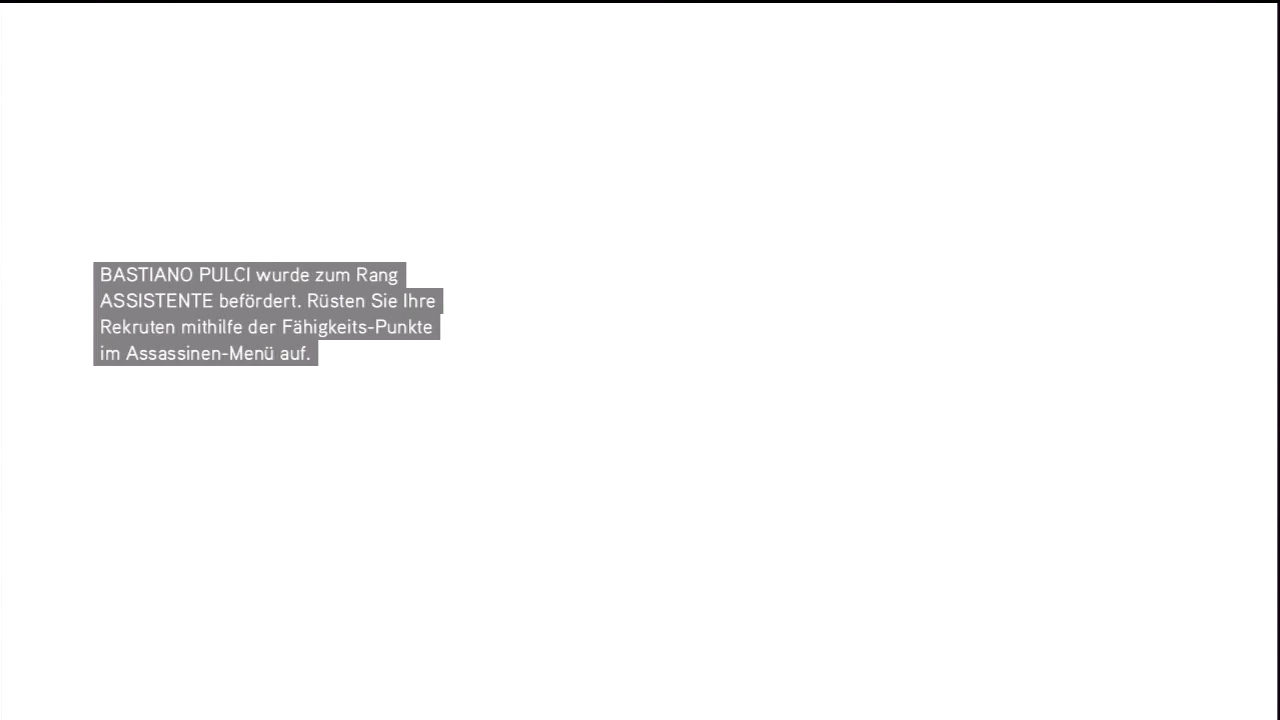 BASTIANO PULCI wurde zum Rang
ASSISTENTE befördert. Rüsten Sie Ihre
Rekruten mithilfe der Fähigkeits-Punkte
im Assassinen-Menü auf.